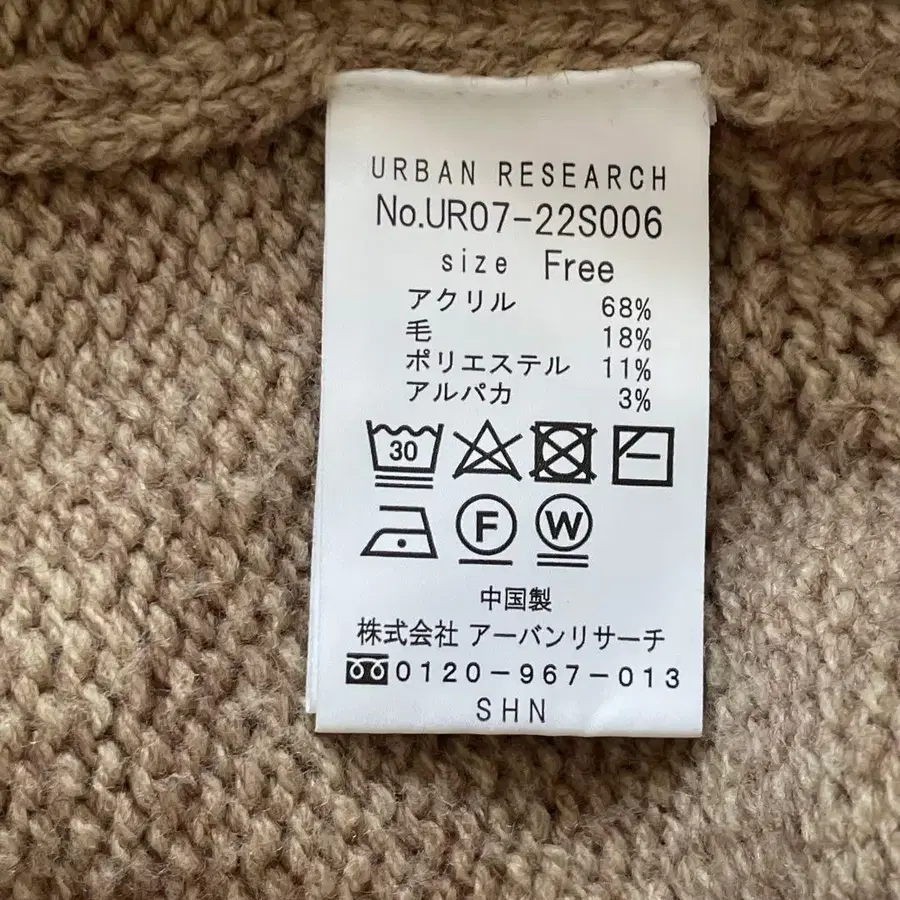 URBAN RESEARCH
No.UR07-22S006
size Free
アクリル 68%
毛 18%
ポリエステル 11%
アルパカ 3%
30
F W
中国製
株式会社 アーバンリサーチ
0120-967-013
SHN